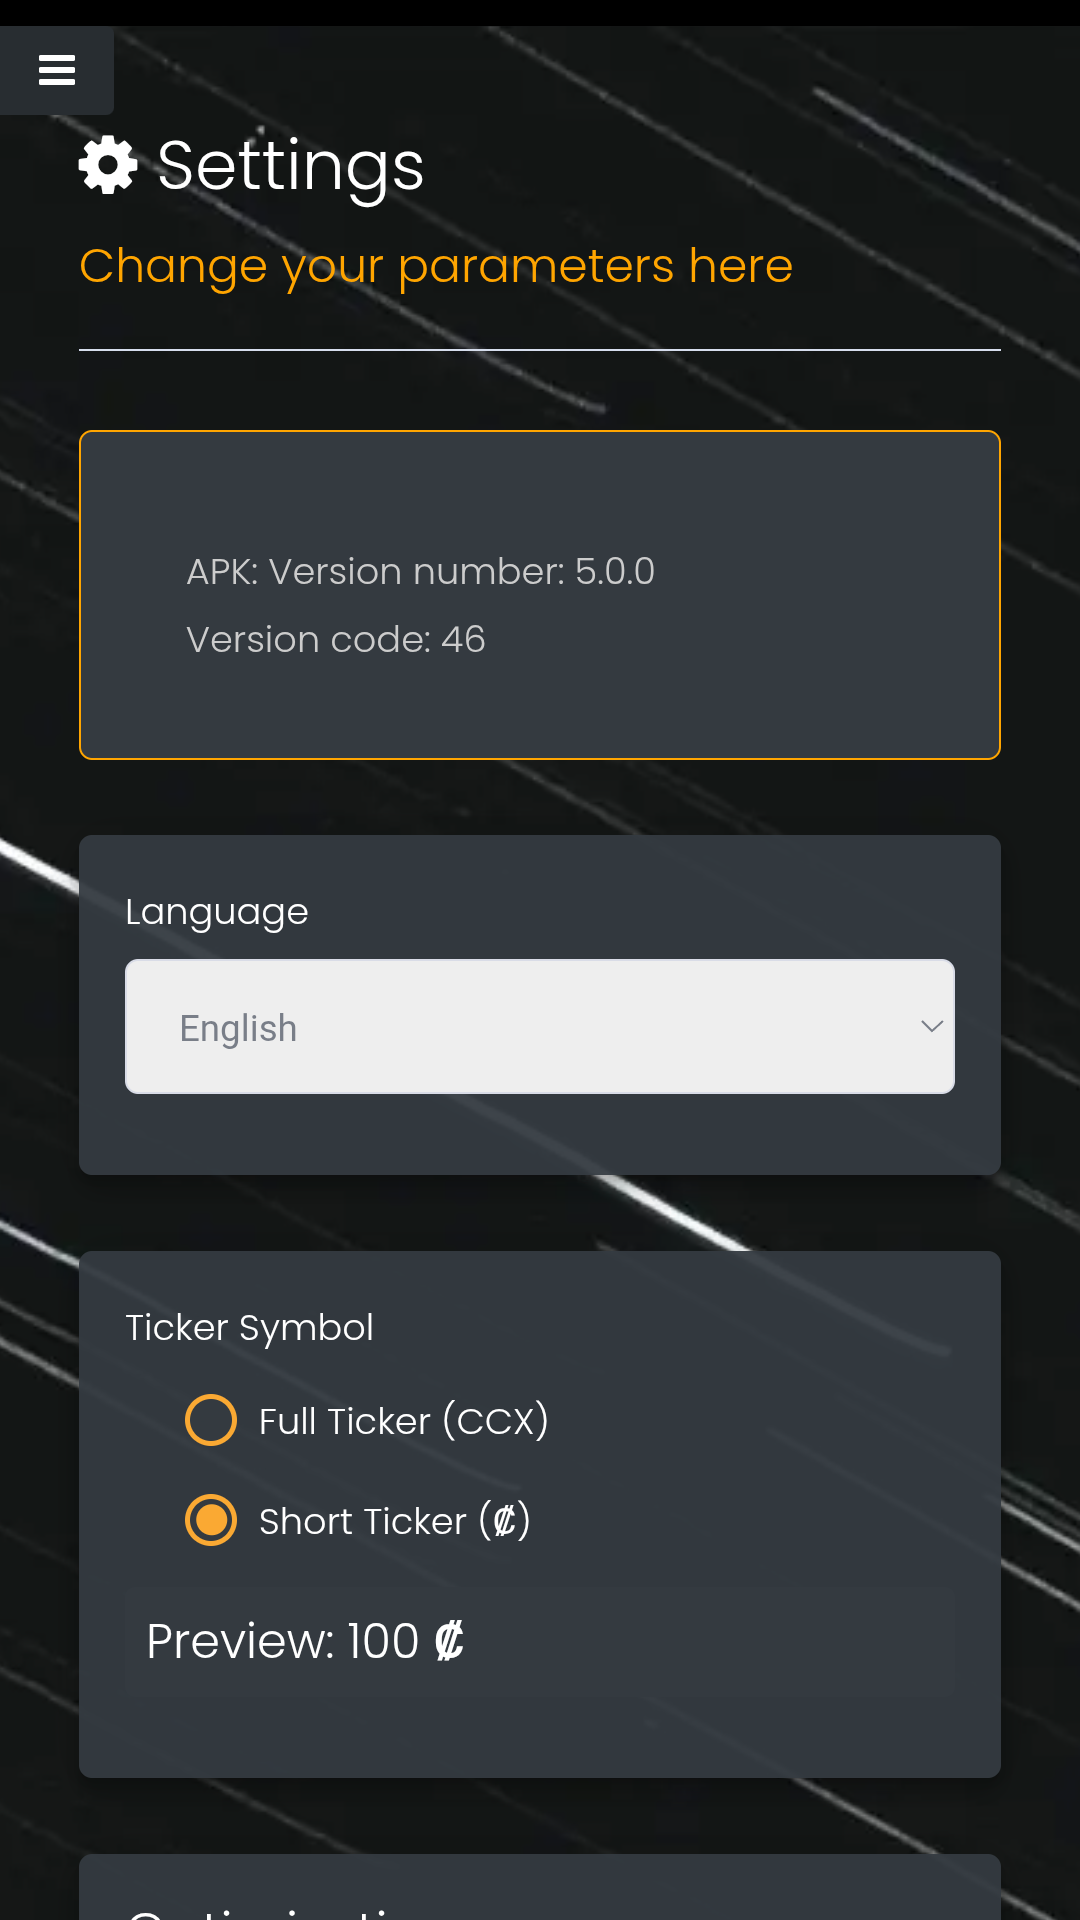 Settings
Change your parameters here
APK: Version number: 5.0.0
Version code: 46
Language
English
Ticker Symbol
Full Ticker (CCX)
Short Ticker (₡)
Preview: 100 ₡